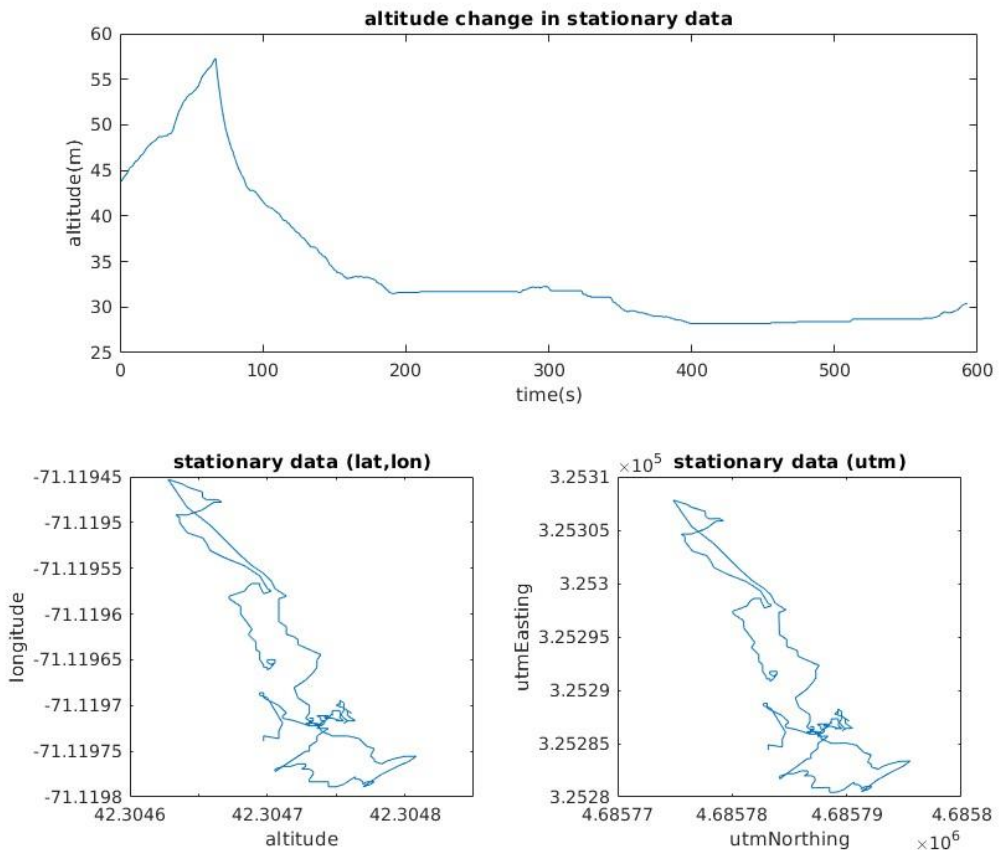 altitude change in stationary data
60
55
50
45
40
35
30
25
altitude(m)
0 100 200 300 400 500 600
time(s)
stationary data (lat,lon)
-71.11945
-71.1195
-71.11955
-71.1196
-71.11965
-71.1197
-71.11975
-71.1198
longitude
42.3046 42.3047 42.3048
altitude
×10⁵ stationary data (utm)
3.2531
3.25305
3.253
3.25295
3.2529
3.25285
3.2528
utmEasting
4.68577 4.68578 4.68579 4.6858
utmNorthing ×10⁶